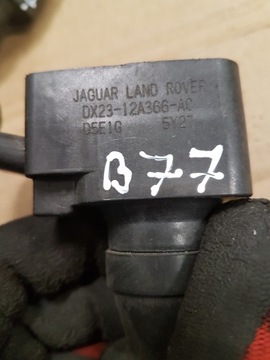 JAGUAR LAND ROVER
DX23-12A366-AC
D5E1G
B77